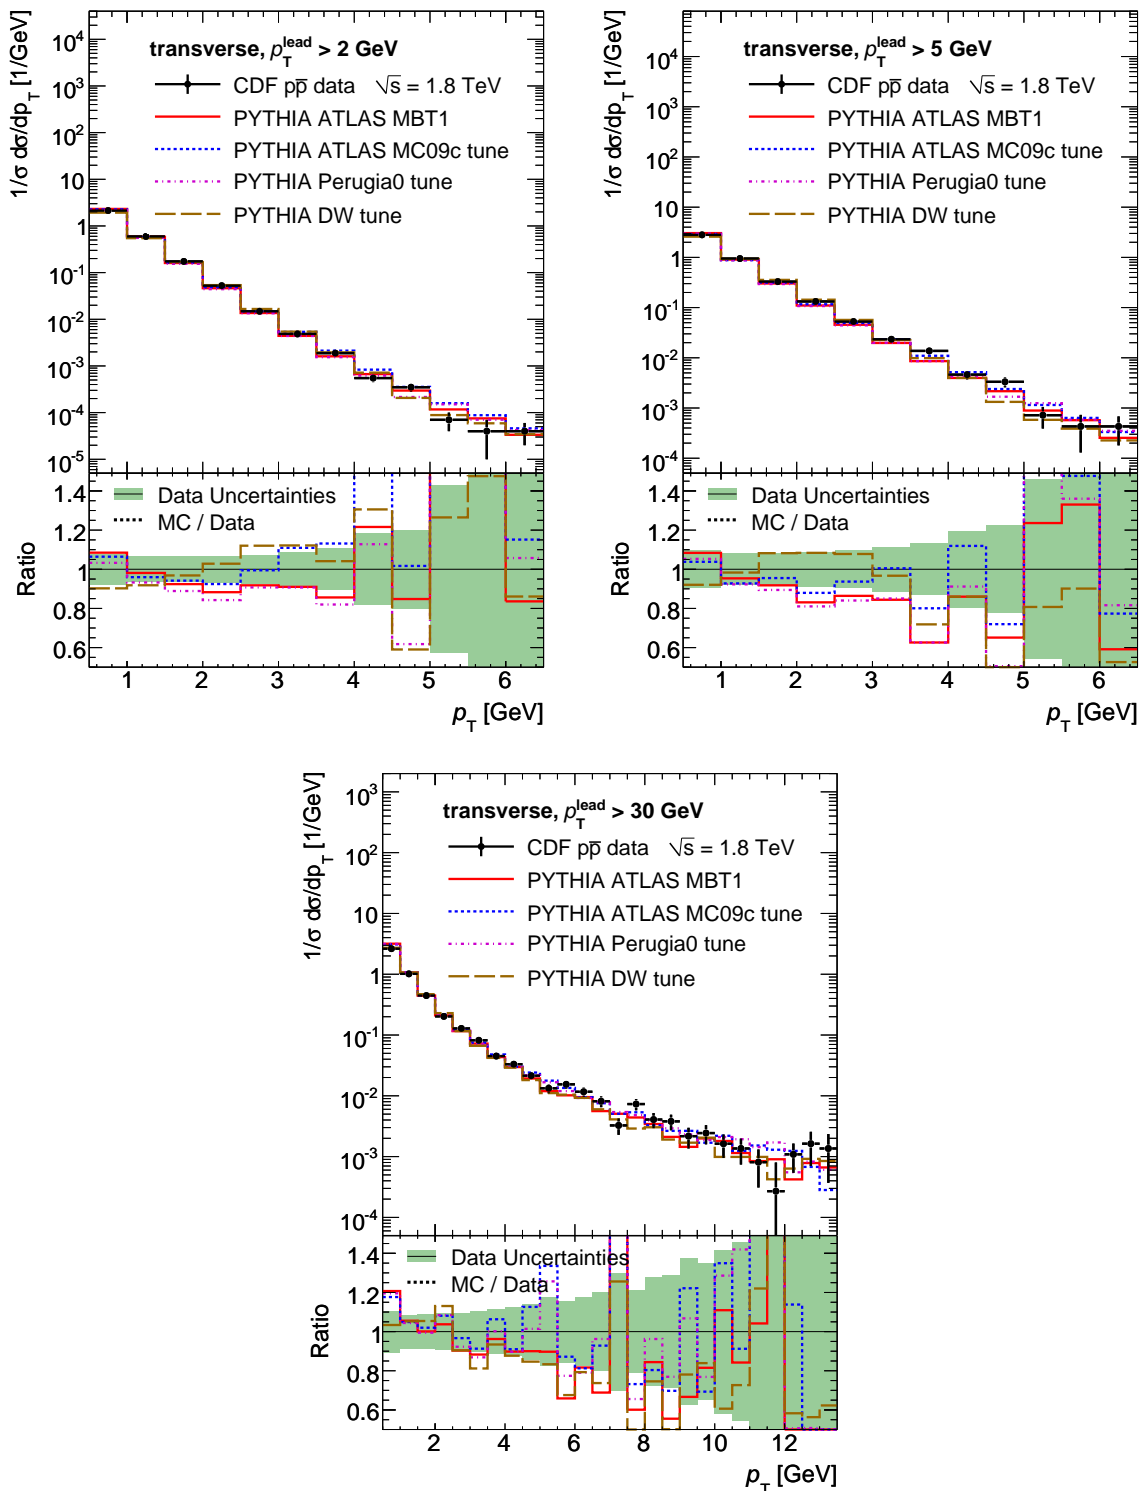 1/σ dσ/dp_T [1/GeV]
transverse, p_T^lead > 2 GeV
CDF pp̅ data √s = 1.8 TeV
PYTHIA ATLAS MBT1
PYTHIA ATLAS MC09c tune
PYTHIA Perugia0 tune
PYTHIA DW tune
10^4
10^3
10^2
10
1
10^-1
10^-2
10^-3
10^-4
10^-5
Ratio
Data Uncertainties
MC / Data
1.4
1.2
1
0.8
0.6
1 2 3 4 5 6
p_T [GeV]
1/σ dσ/dp_T [1/GeV]
transverse, p_T^lead > 5 GeV
CDF pp̅ data √s = 1.8 TeV
PYTHIA ATLAS MBT1
PYTHIA ATLAS MC09c tune
PYTHIA Perugia0 tune
PYTHIA DW tune
10^4
10^3
10^2
10
1
10^-1
10^-2
10^-3
10^-4
Ratio
Data Uncertainties
MC / Data
1.4
1.2
1
0.8
0.6
1 2 3 4 5 6
p_T [GeV]
1/σ dσ/dp_T [1/GeV]
transverse, p_T^lead > 30 GeV
CDF pp̅ data √s = 1.8 TeV
PYTHIA ATLAS MBT1
PYTHIA ATLAS MC09c tune
PYTHIA Perugia0 tune
PYTHIA DW tune
10^3
10^2
10
1
10^-1
10^-2
10^-3
10^-4
Ratio
Data Uncertainties
MC / Data
1.4
1.2
1
0.8
0.6
2 4 6 8 10 12
p_T [GeV]